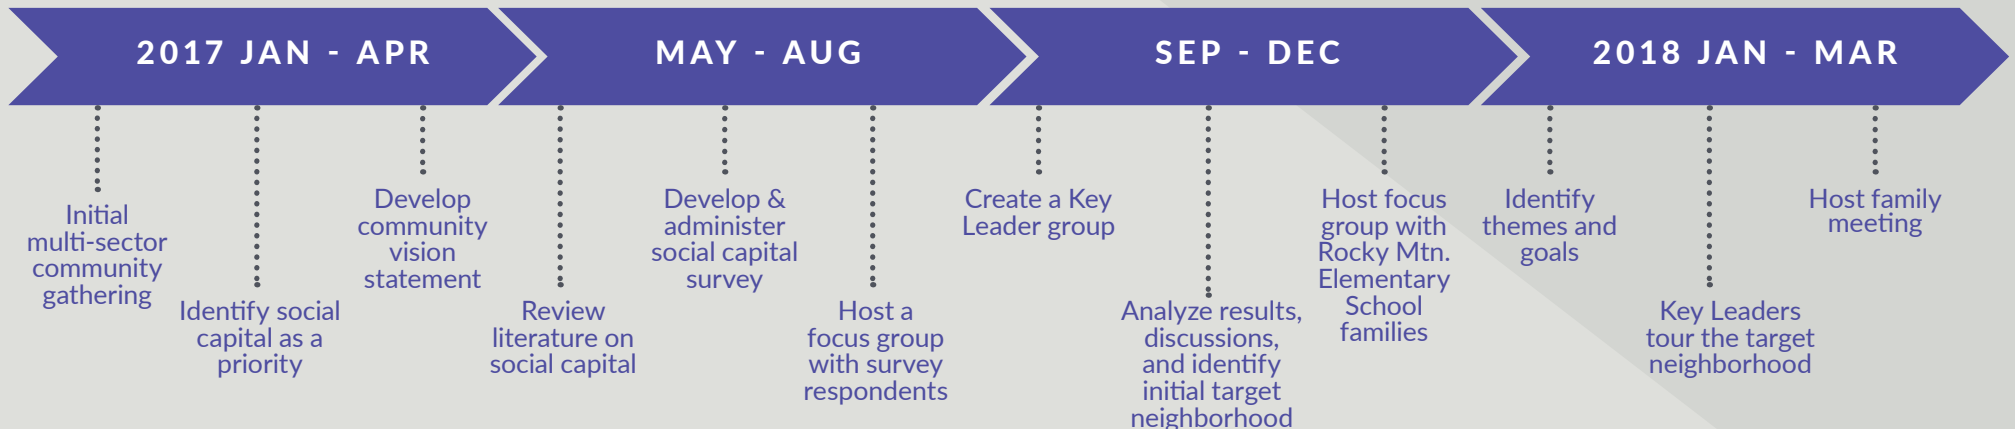 2017 JAN - APR
MAY - AUG
SEP - DEC
2018 JAN - MAR
Initial
multi-sector
community
gathering
Identify social
capital as a
priority
Develop
community
vision
statement
Review
literature on
social capital
Develop &
administer
social capital
survey
Host a
focus group
with survey
respondents
Create a Key
Leader group
Analyze results,
discussions,
and identify
initial target
neighborhood
Host focus
group with
Rocky Mtn.
Elementary
School
families
Identify
themes and
goals
Key Leaders
tour the target
neighborhood
Host family
meeting